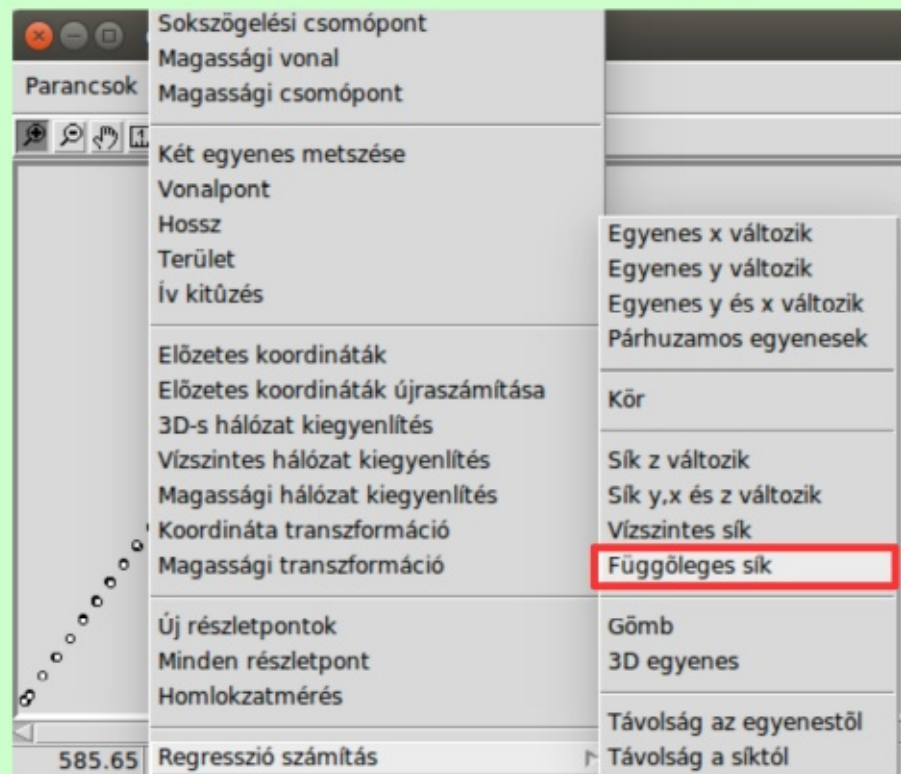 Parancsok
Sokszögelési csomópont
Magassági vonal
Magassági csomópont
Két egyenes metszése
Vonalpont
Hossz
Terület
Ív kitûzés
Elõzetes koordináták
Elõzetes koordináták újraszámítása
3D-s hálózat kiegyenlítés
Vízszintes hálózat kiegyenlítés
Magassági hálózat kiegyenlítés
Koordináta transzformáció
Magassági transzformáció
Új részletpontok
Minden részletpont
Homlokzatmérés
Regresszió számítás
Egyenes x változik
Egyenes y változik
Egyenes y és x változik
Párhuzamos egyenesek
Kör
Sík z változik
Sík y,x és z változik
Vízszintes sík
Függõleges sík
Gömb
3D egyenes
Távolság az egyenestõl
Távolság a síktól
585.65